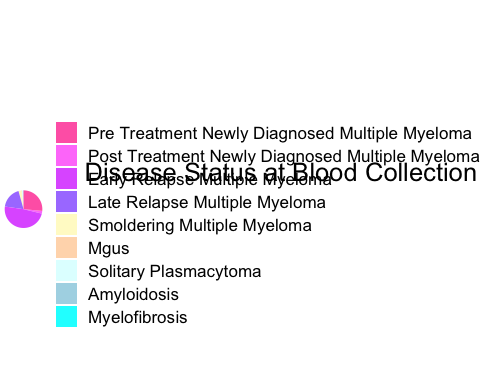 Pre Treatment Newly Diagnosed Multiple Myeloma
Post Treatment Newly Diagnosed Multiple Myeloma
Disease Status at Blood Collection
Early Relapse Multiple Myeloma
Late Relapse Multiple Myeloma
Smoldering Multiple Myeloma
Mgus
Solitary Plasmacytoma
Amyloidosis
Myelofibrosis